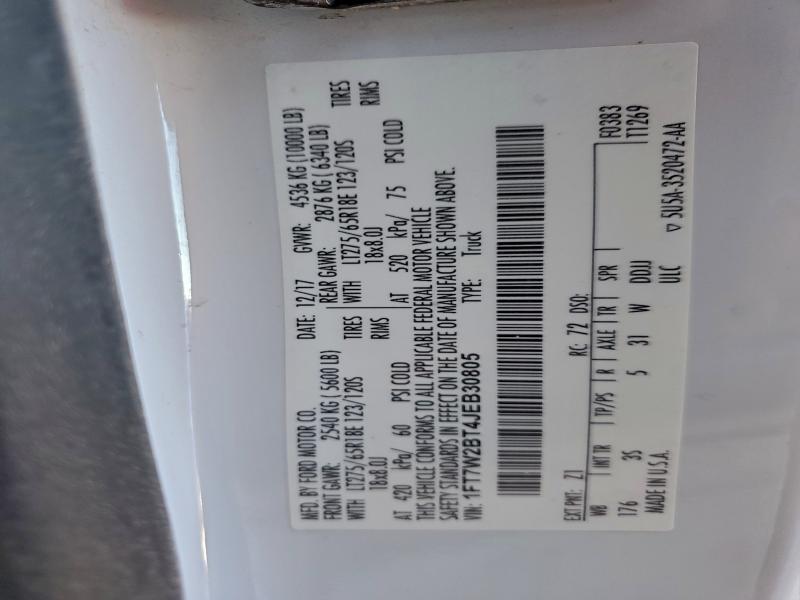 MFD. BY FORD MOTOR CO.
DATE: 12/17 GVWR: 4536 KG (10000 LB)
FRONT GAWR: 2540 KG ( 5600 LB) REAR GAWR: 2876 KG ( 6340 LB)
WITH LT275/65R18E 123/120S TIRES WITH LT275/65R18E 123/120S TIRES
18x8.0J RIMS 18x8.0J RIMS
AT 420 kPa/ 60 PSI COLD AT 520 kPa/ 75 PSI COLD
THIS VEHICLE CONFORMS TO ALL APPLICABLE FEDERAL MOTOR VEHICLE
SAFETY STANDARDS IN EFFECT ON THE DATE OF MANUFACTURE SHOWN ABOVE.
VIN: 1FT7W2BT4JEB30805 TYPE: Truck
F0383
EXT PNT: Z1 RC: 72 DSO: T1269
WB INT TR TP/PS R AXLE TR SPR
176 3S 5 31 W DDJJ
MADE IN U.S.A. ULC
▽ 5U5A-3520472-AA